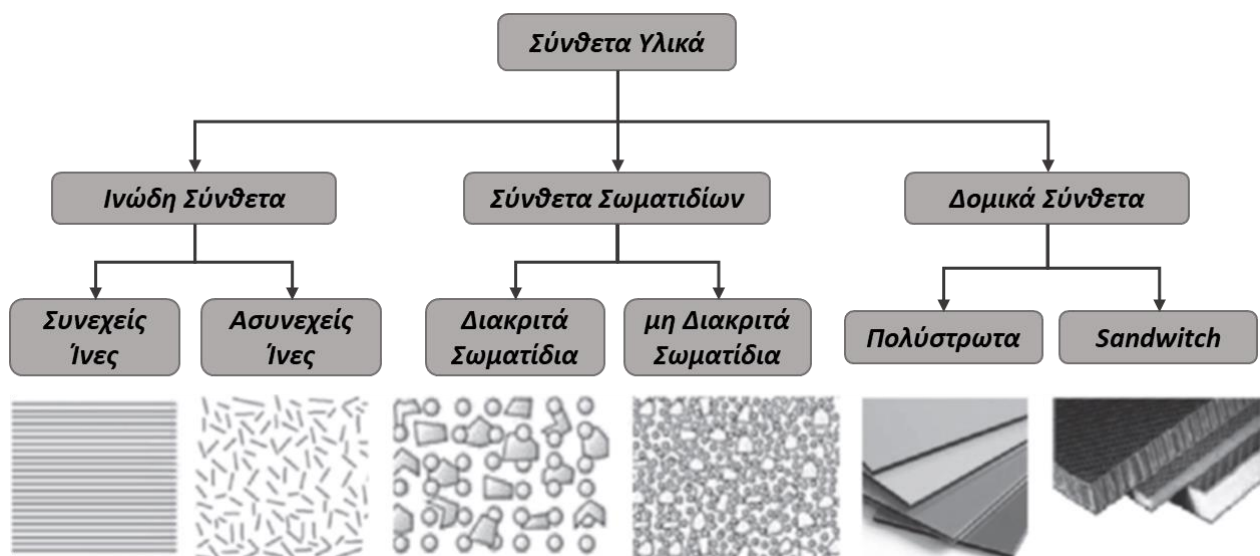 Σύνθετα Υλικά
Ινώδη Σύνθετα
Σύνθετα Σωματιδίων
Δομικά Σύνθετα
Συνεχείς
Ίνες
Ασυνεχείς
Ίνες
Διακριτά
Σωματίδια
μη Διακριτά
Σωματίδια
Πολύστρωτα
Sandwitch